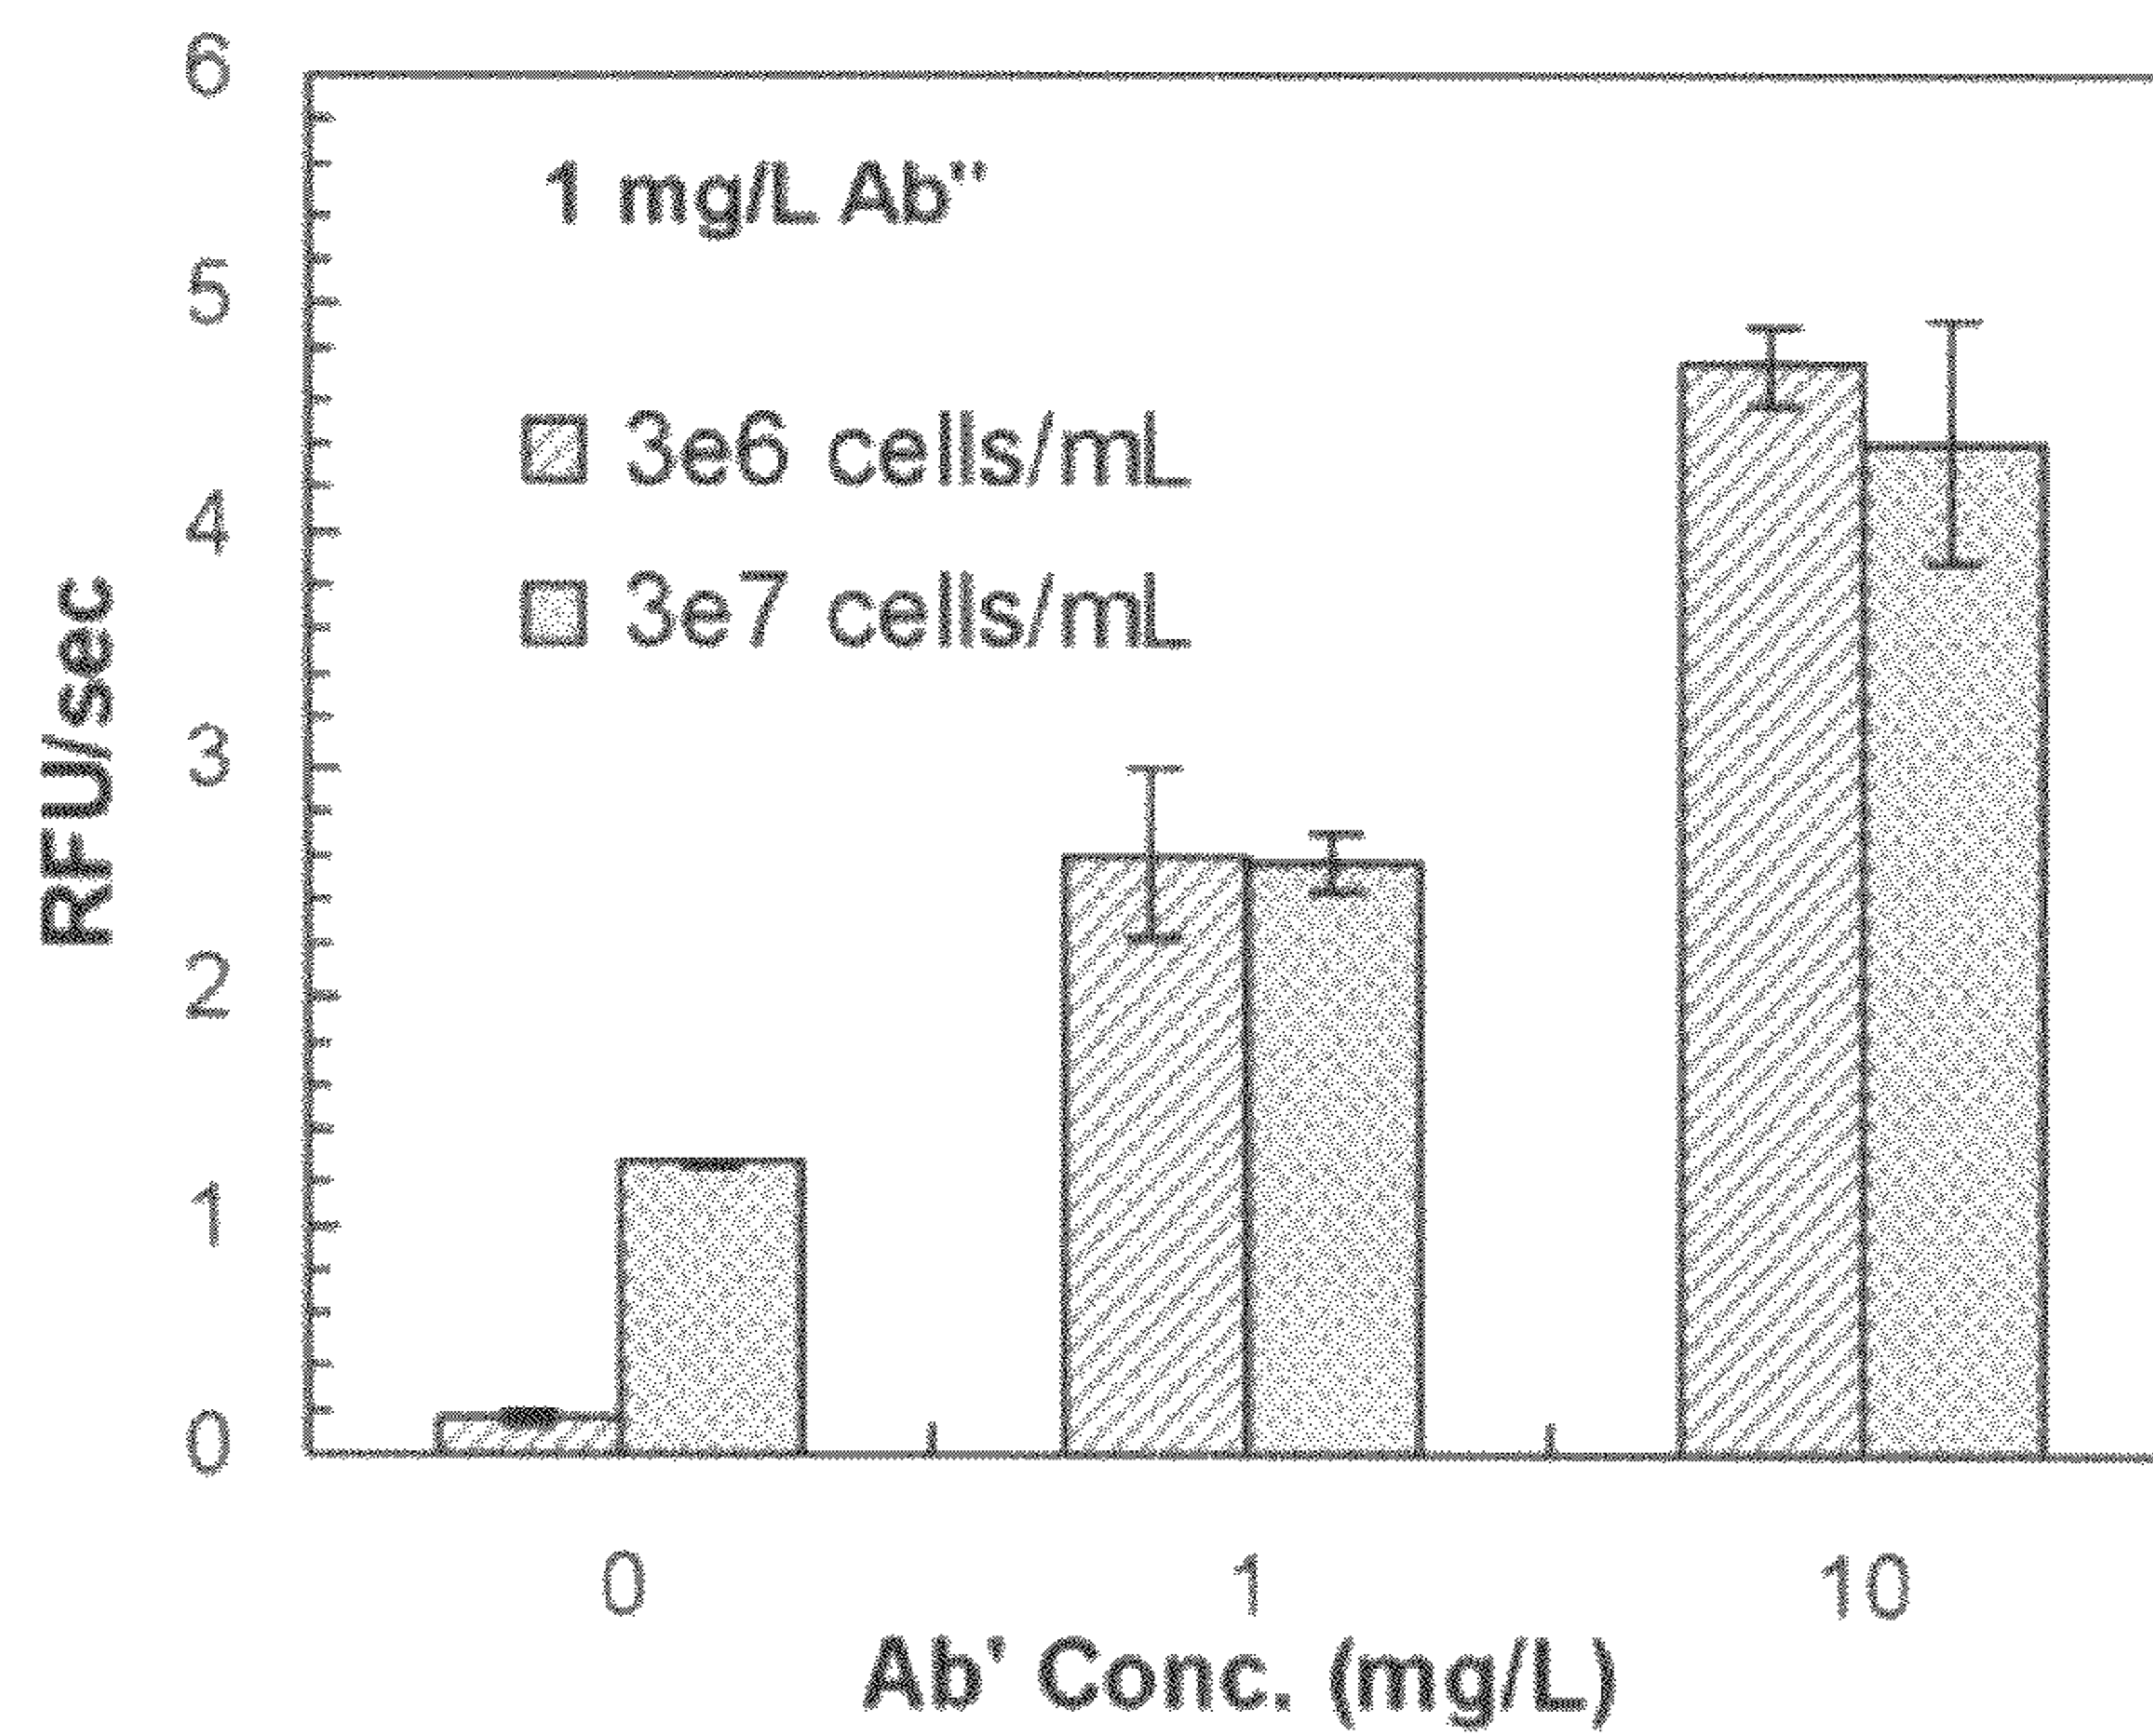 6
1 mg/L Ab"
5
3e6 cells/mL
4
3e7 cells/mL
3
RFU/sec
2
1
0
0 1 10
Ab' Conc. (mg/L)